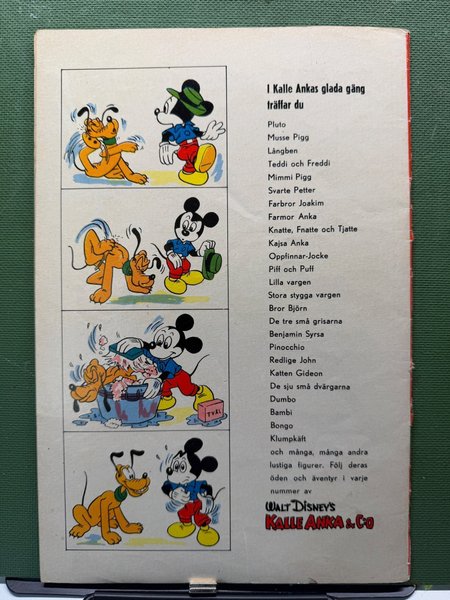 I Kalle Ankas glada gäng
träffar du
Pluto
Musse Pigg
Långben
Teddi och Freddi
Mimmi Pigg
Svarte Petter
Farbror Joakim
Farmor Anka
Knatte, Fnatte och Tjatte
Kajsa Anka
Oppfinnar-Jocke
Piff och Puff
Lilla vargen
Stora stygga vargen
Bror Björn
De tre små grisarna
Benjamin Syrsa
Pinocchio
Redlige John
Katten Gideon
De sju små dvärgarna
Dumbo
Bambi
Bongo
Klumpkäft
och många, många andra
lustiga figurer. Följ deras
öden och äventyr i varje
nummer av
WALT DISNEY'S
KALLE ANKA & C:O
TVÅL